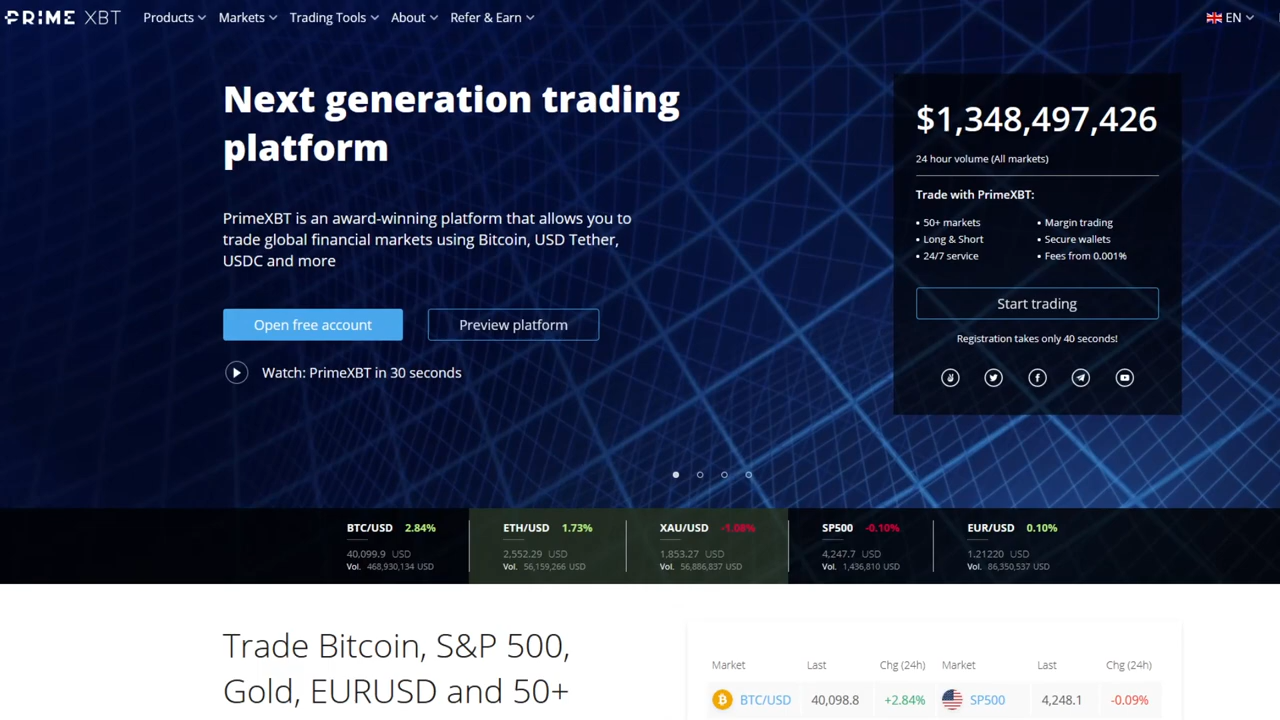 PRIME XBT
Products
Markets
Trading Tools
About
Refer & Earn
EN
Next generation trading
platform
PrimeXBT is an award-winning platform that allows you to
trade global financial markets using Bitcoin, USD Tether,
USDC and more
Open free account
Preview platform
Watch: PrimeXBT in 30 seconds
$1,348,497,426
24 hour volume (All markets)
Trade with PrimeXBT:
• 50+ markets
• Margin trading
• Long & Short
• Secure wallets
• 24/7 service
• Fees from 0.001%
Start trading
Registration takes only 40 seconds!
BTC/USD 2.84%
40,099.9 USD
Vol. 468,930,134 USD
ETH/USD 1.73%
2,552.29 USD
Vol. 56,159,266 USD
XAU/USD -1.06%
1,853.27 USD
Vol. 56,886,837 USD
SP500 -0.10%
4,247.7 USD
Vol. 1,436,810 USD
EUR/USD 0.10%
1.21220 USD
Vol. 86,350,537 USD
Trade Bitcoin, S&P 500,
Gold, EURUSD and 50+
Market Last Chg (24h) Market Last Chg (24h)
BTC/USD 40,098.8 +2.84% SP500 4,248.1 -0.09%